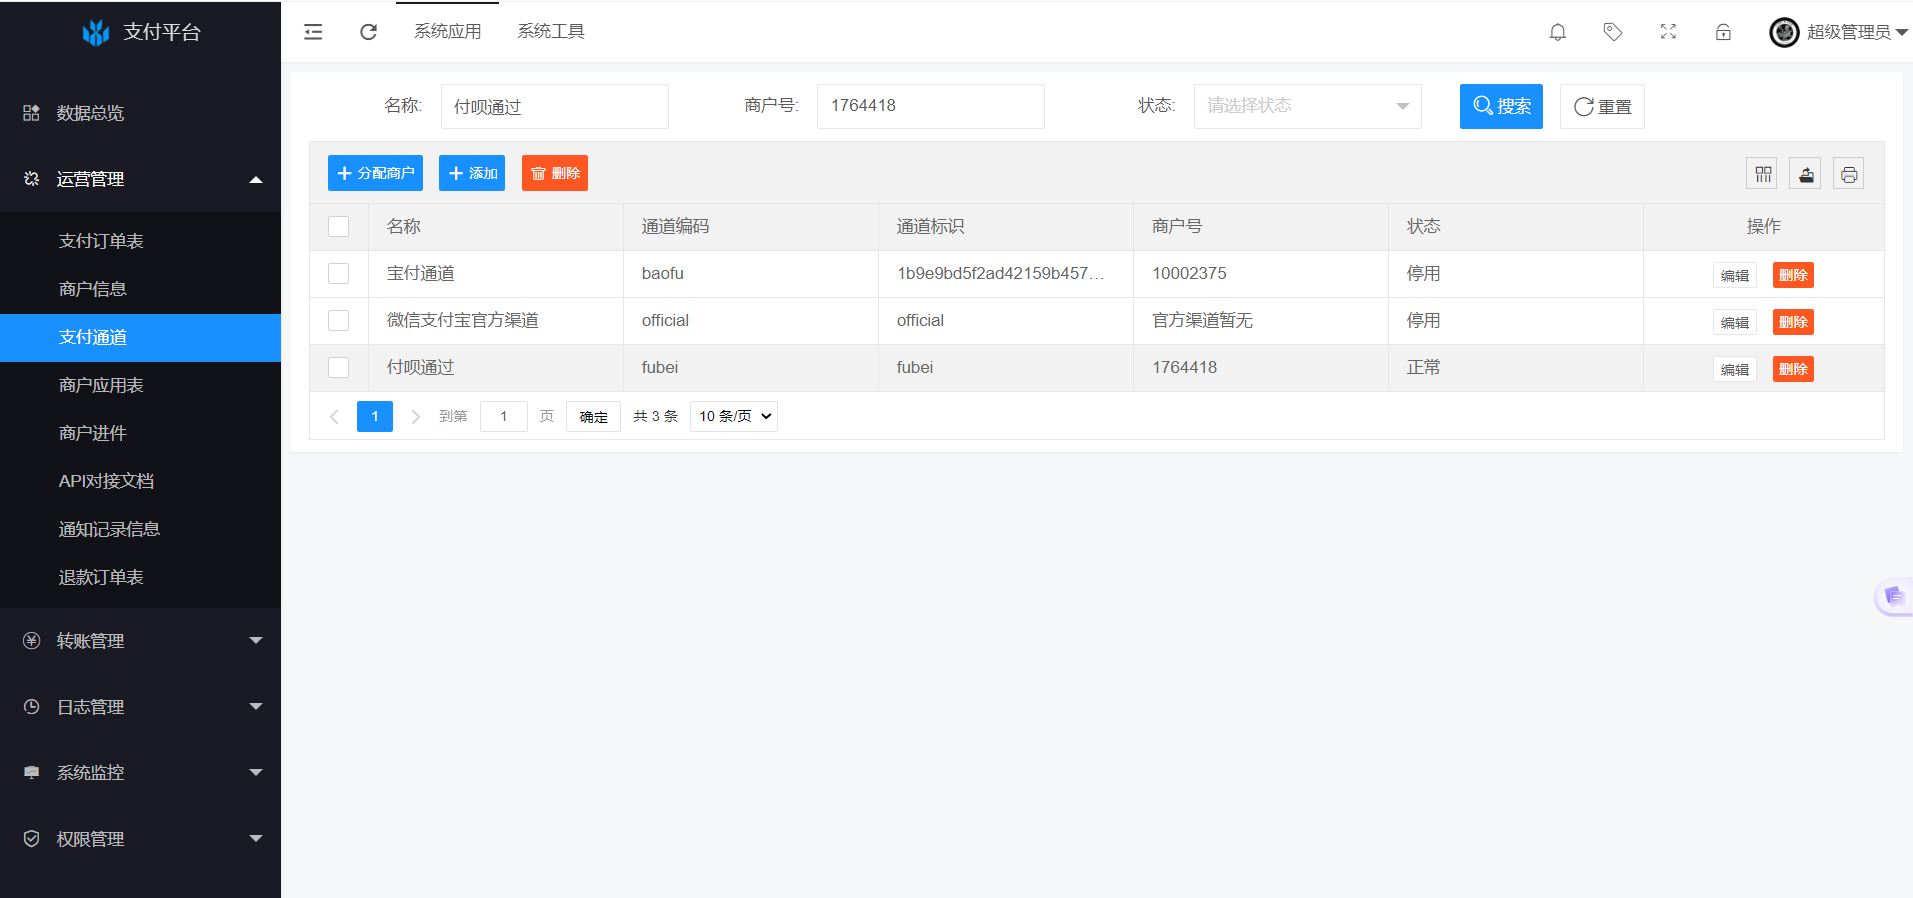 支付平台
系统应用
系统工具
超级管理员
数据总览
运营管理
支付订单表
商户信息
支付通道
商户应用表
商户进件
API对接文档
通知记录信息
退款订单表
转账管理
日志管理
系统监控
权限管理
名称: 付呗通过 商户号: 1764418 状态: 请选择状态 搜索 重置
分配商户 添加 删除
名称 通道编码 通道标识 商户号 状态 操作
宝付通道 baofu 1b9e9bd5f2ad42159b457... 10002375 停用 编辑 删除
微信支付宝官方渠道 official official 官方渠道暂无 停用 编辑 删除
付呗通过 fubei fubei 1764418 正常 编辑 删除
1 到第 1 页 确定 共 3 条 10 条/页